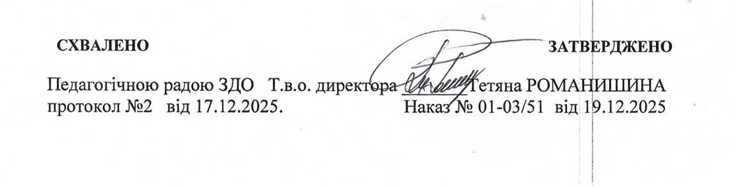 СХВАЛЕНО ЗАТВЕРДЖЕНО
Педагогічною радою ЗДО Т.в.о. директора Тетяна РОМАНИШИНА
протокол №2 від 17.12.2025. Наказ № 01-03/51 від 19.12.2025